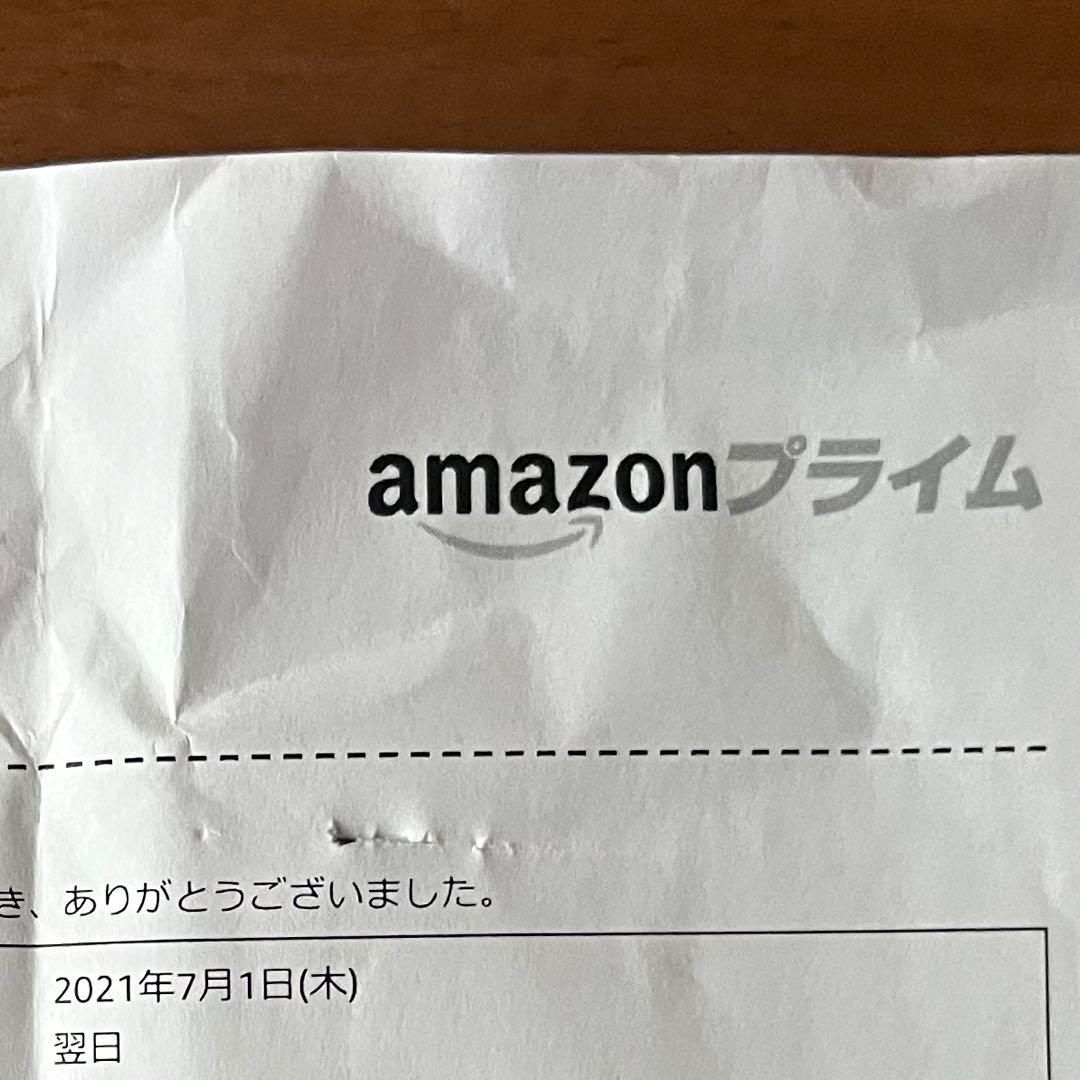 amazonプライム
き、ありがとうございました。
2021年7月1日(木)
翌日